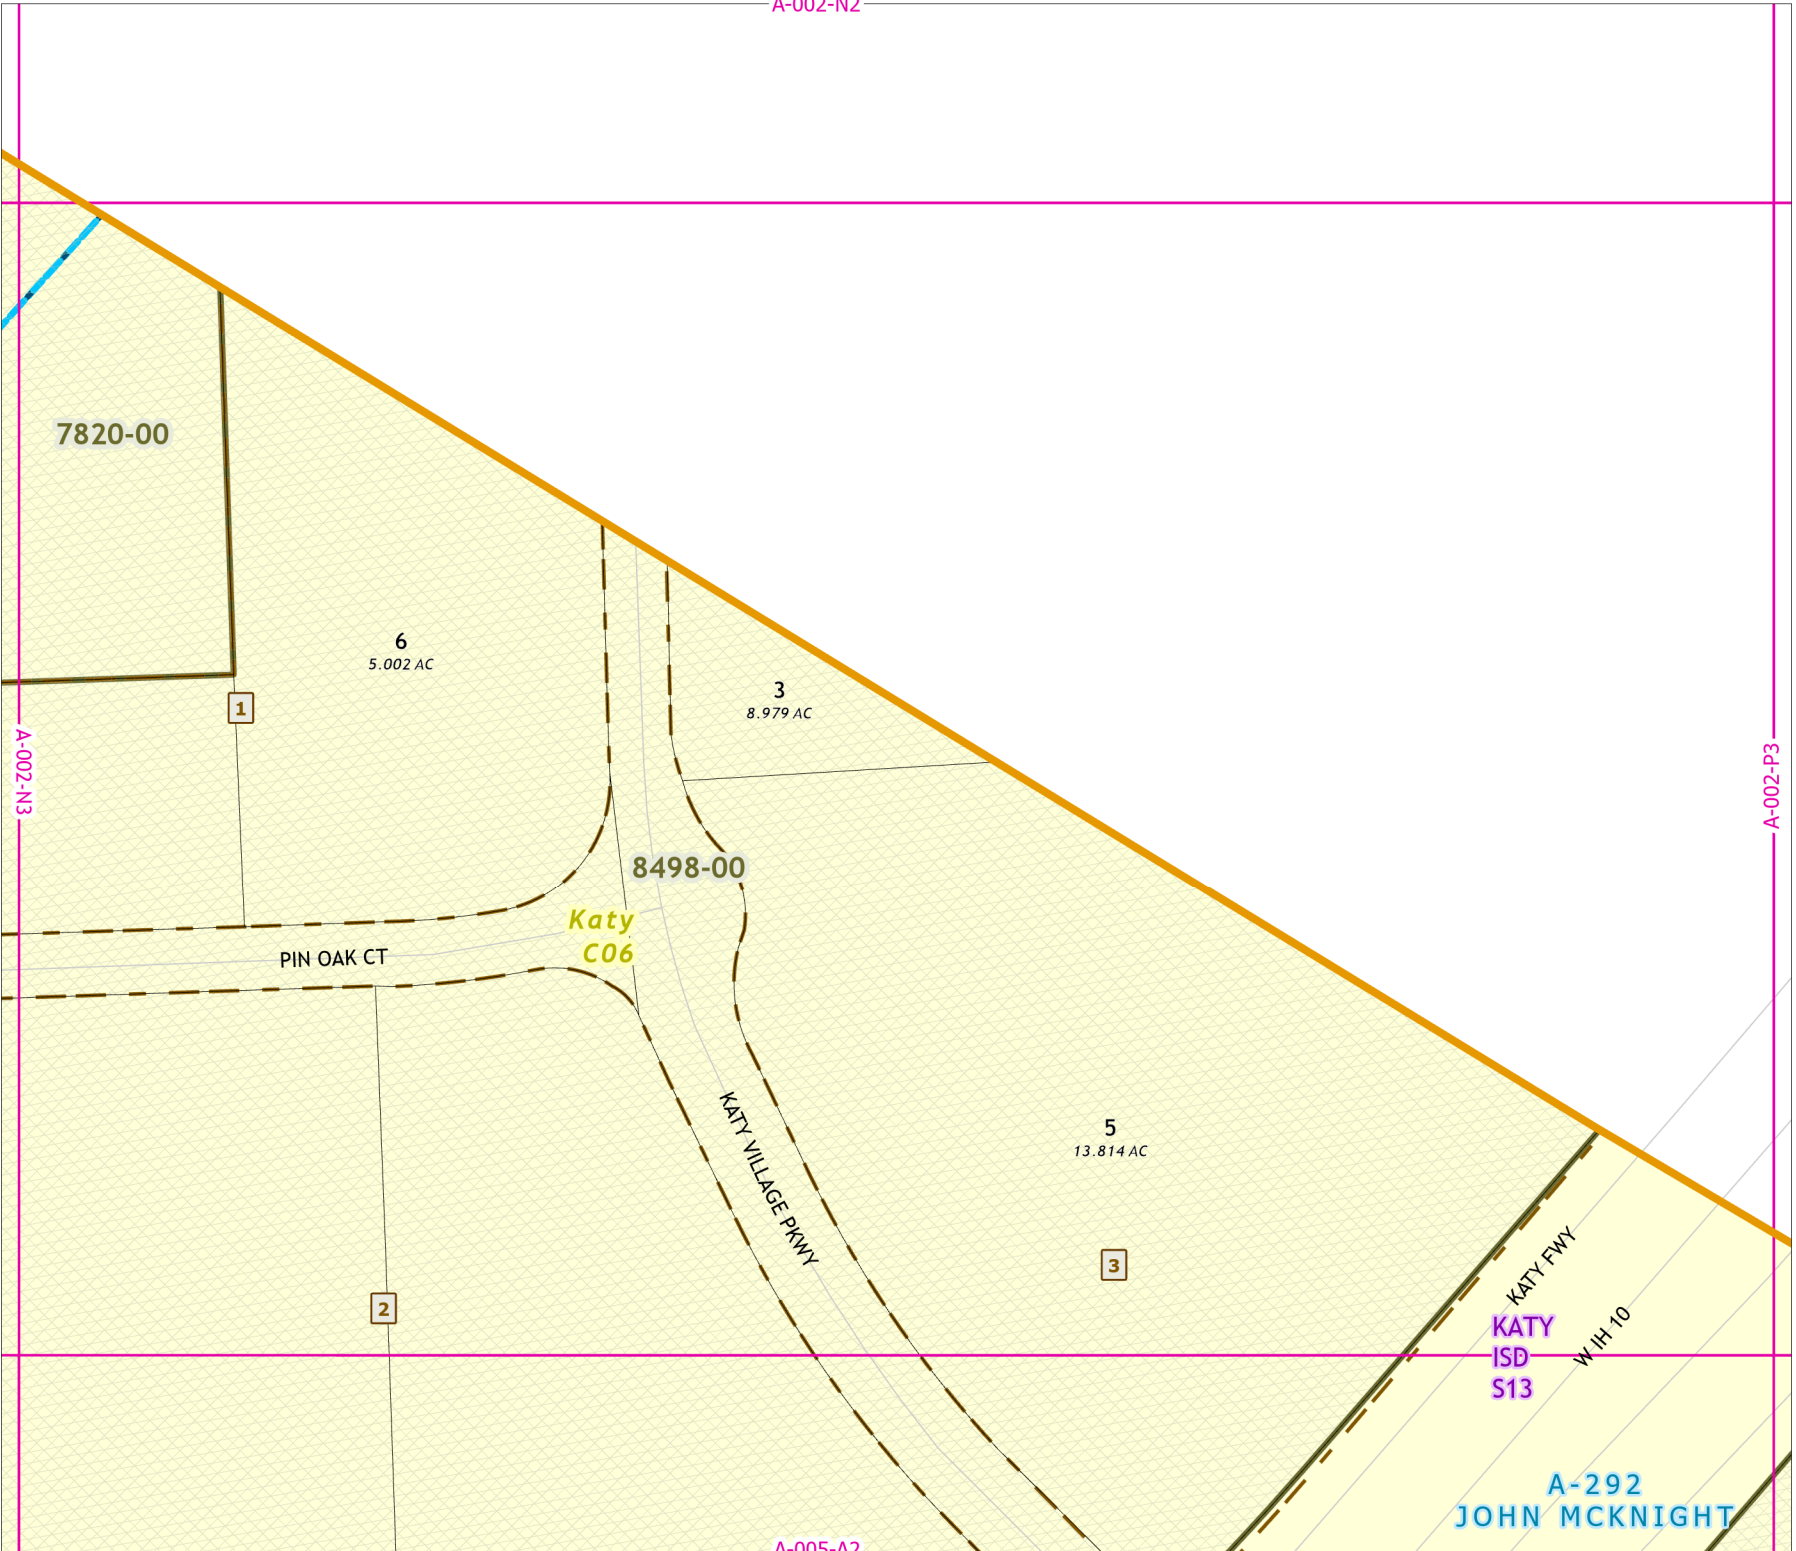 A-002-N2
7820-00
6
5.002 AC
3
8.979 AC
1
A-002-N3
A-002-P3
8498-00
Katy
C06
PIN OAK CT
KATY VILLAGE PKWY
5
13.814 AC
3
2
KATY FWY
W IH 10
KATY
ISD
S13
A-292
JOHN MCKNIGHT
A-005-A2